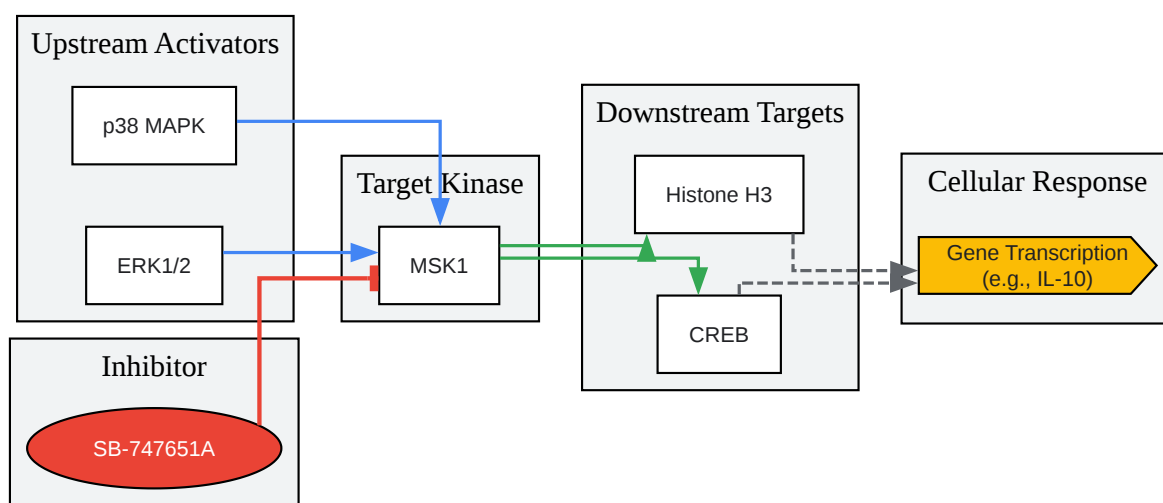 Upstream Activators
p38 MAPK
ERK1/2
Inhibitor
SB-747651A
Target Kinase
MSK1
Downstream Targets
Histone H3
CREB
Cellular Response
Gene Transcription
(e.g., IL-10)